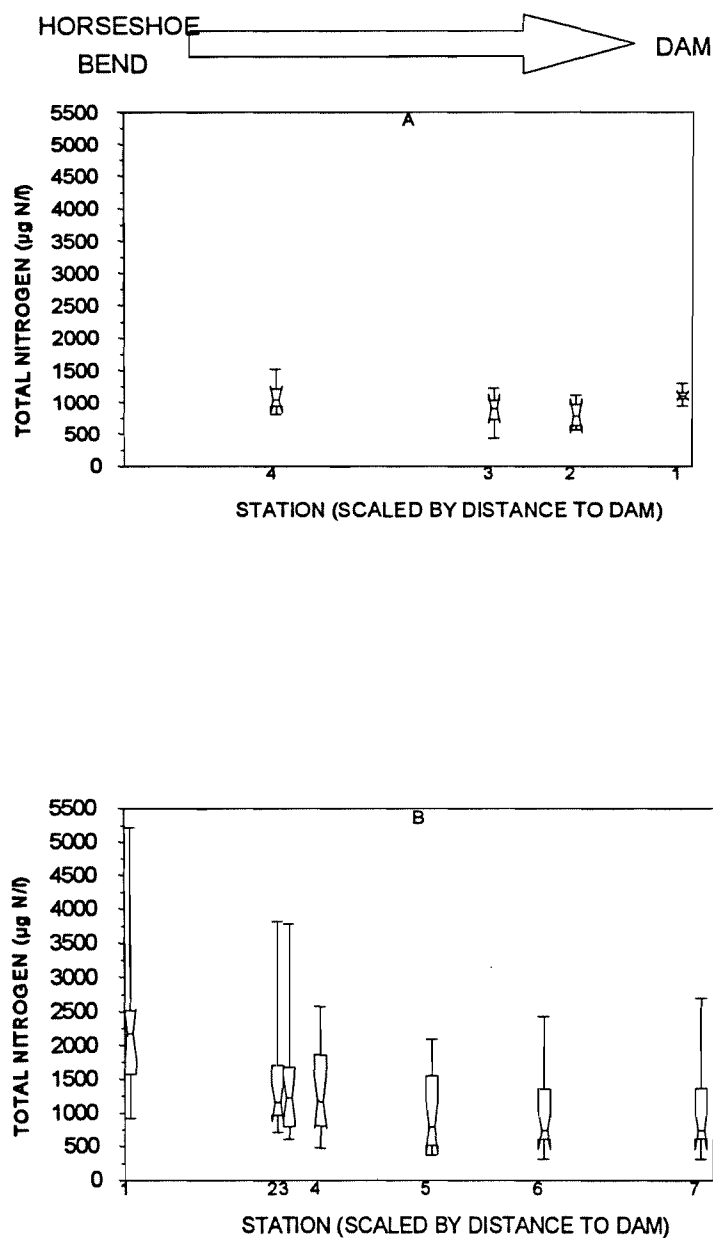 HORSESHOE
BEND
DAM
A
TOTAL NITROGEN (µg N/l)
5500
5000
4500
4000
3500
3000
2500
2000
1500
1000
500
0
4 3 2 1
STATION (SCALED BY DISTANCE TO DAM)
B
TOTAL NITROGEN (µg N/l)
5500
5000
4500
4000
3500
3000
2500
2000
1500
1000
500
0
1 23 4 5 6 7
STATION (SCALED BY DISTANCE TO DAM)